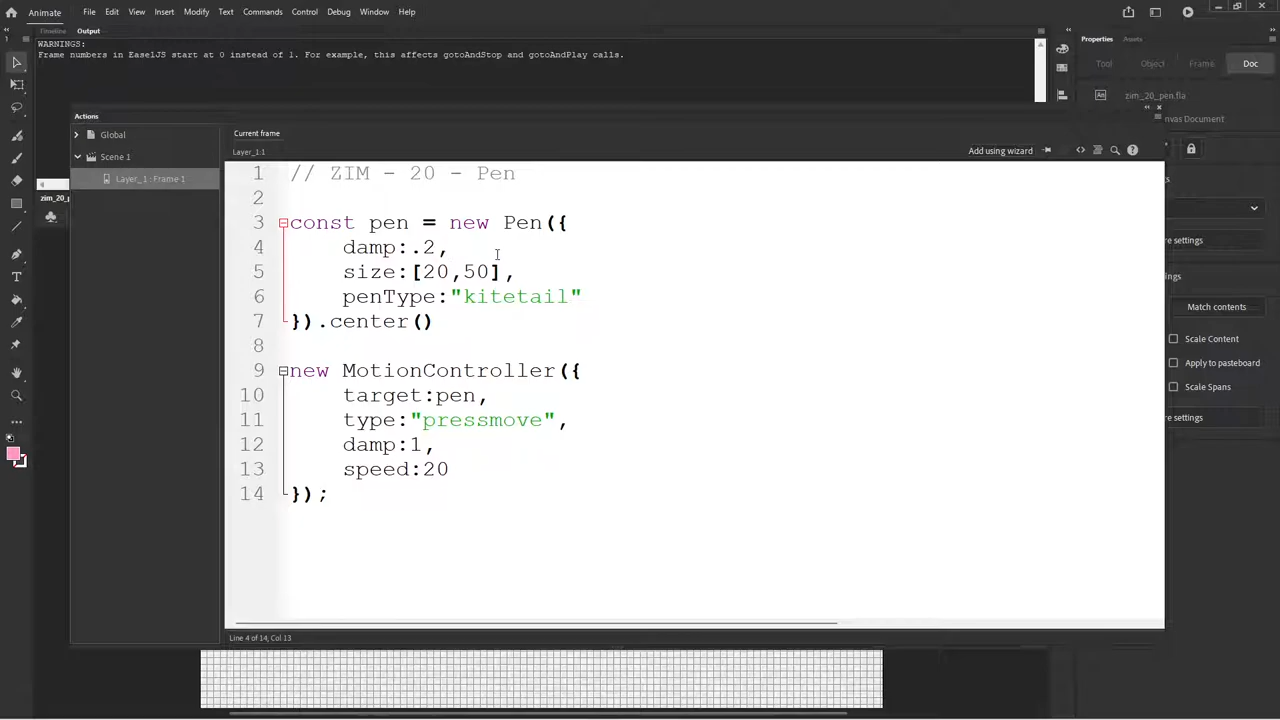 Animate File Edit View Insert Modify Text Commands Control Debug Window Help
Timeline Output
WARNINGS:
Frame numbers in EaselJS start at 0 instead of 1. For example, this affects gotoAndStop and gotoAndPlay calls.
Properties Assets
Tool Object Frame Doc
zim_20_pen.fla
nvas Document
Actions
Global
Scene 1
Layer_1 : Frame 1
zim_20_p
Current frame
Layer_1:1
Add using wizard
1 // ZIM - 20 - Pen
2
3 const pen = new Pen({
4 damp:.2,
5 size:[20,50],
6 penType:"kitetail"
7 }).center()
8
9 new MotionController({
10 target:pen,
11 type:"pressmove",
12 damp:1,
13 speed:20
14 });
Line 4 of 14, Col 13
re settings
Match contents
Scale Content
Apply to pasteboard
Scale Spans
re settings